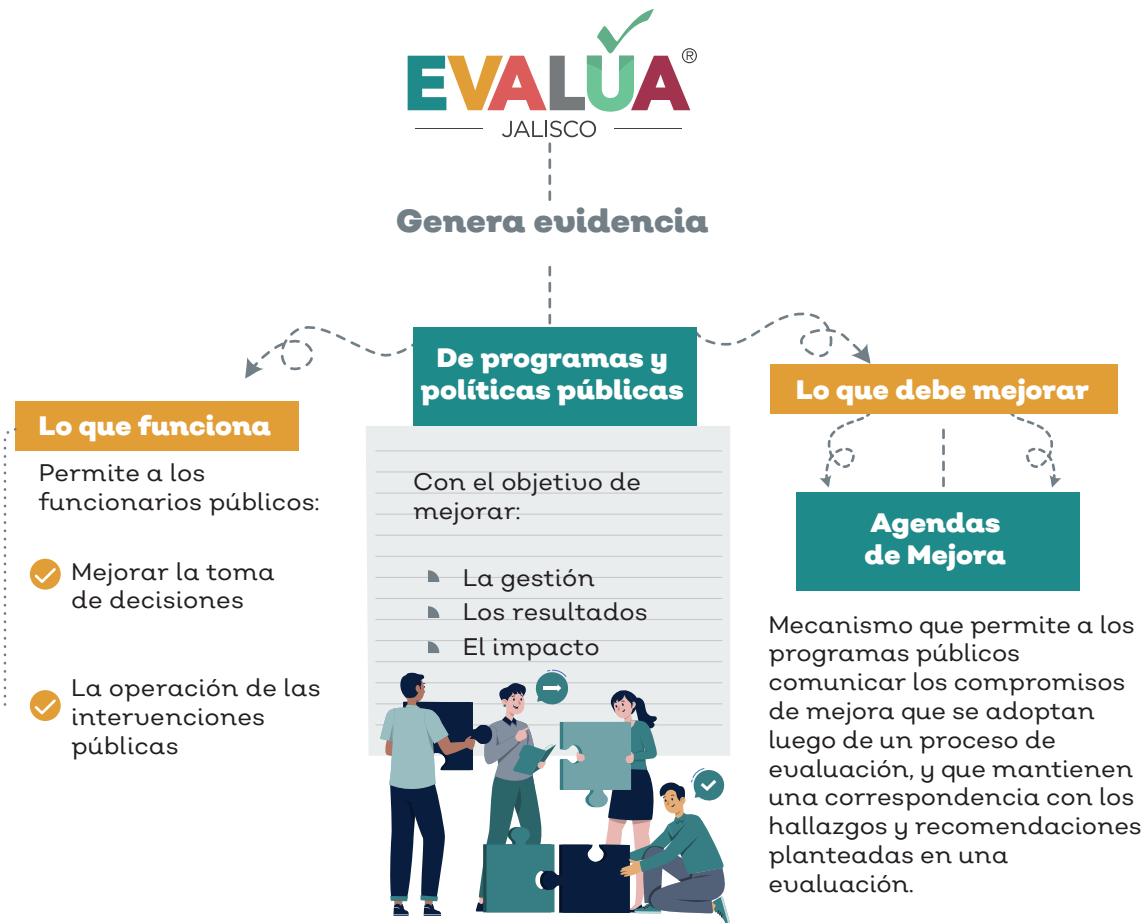 EVALÚA®
JALISCO
Genera evidencia
De programas y
políticas públicas
Lo que funciona
Permite a los
funcionarios públicos:
Mejorar la toma
de decisiones
La operación de las
intervenciones
públicas
Con el objetivo de
mejorar:
La gestión
Los resultados
El impacto
Lo que debe mejorar
Agendas
de Mejora
Mecanismo que permite a los
programas públicos
comunicar los compromisos
de mejora que se adoptan
luego de un proceso de
evaluación, y que mantienen
una correspondencia con los
hallazgos y recomendaciones
planteadas en una
evaluación.